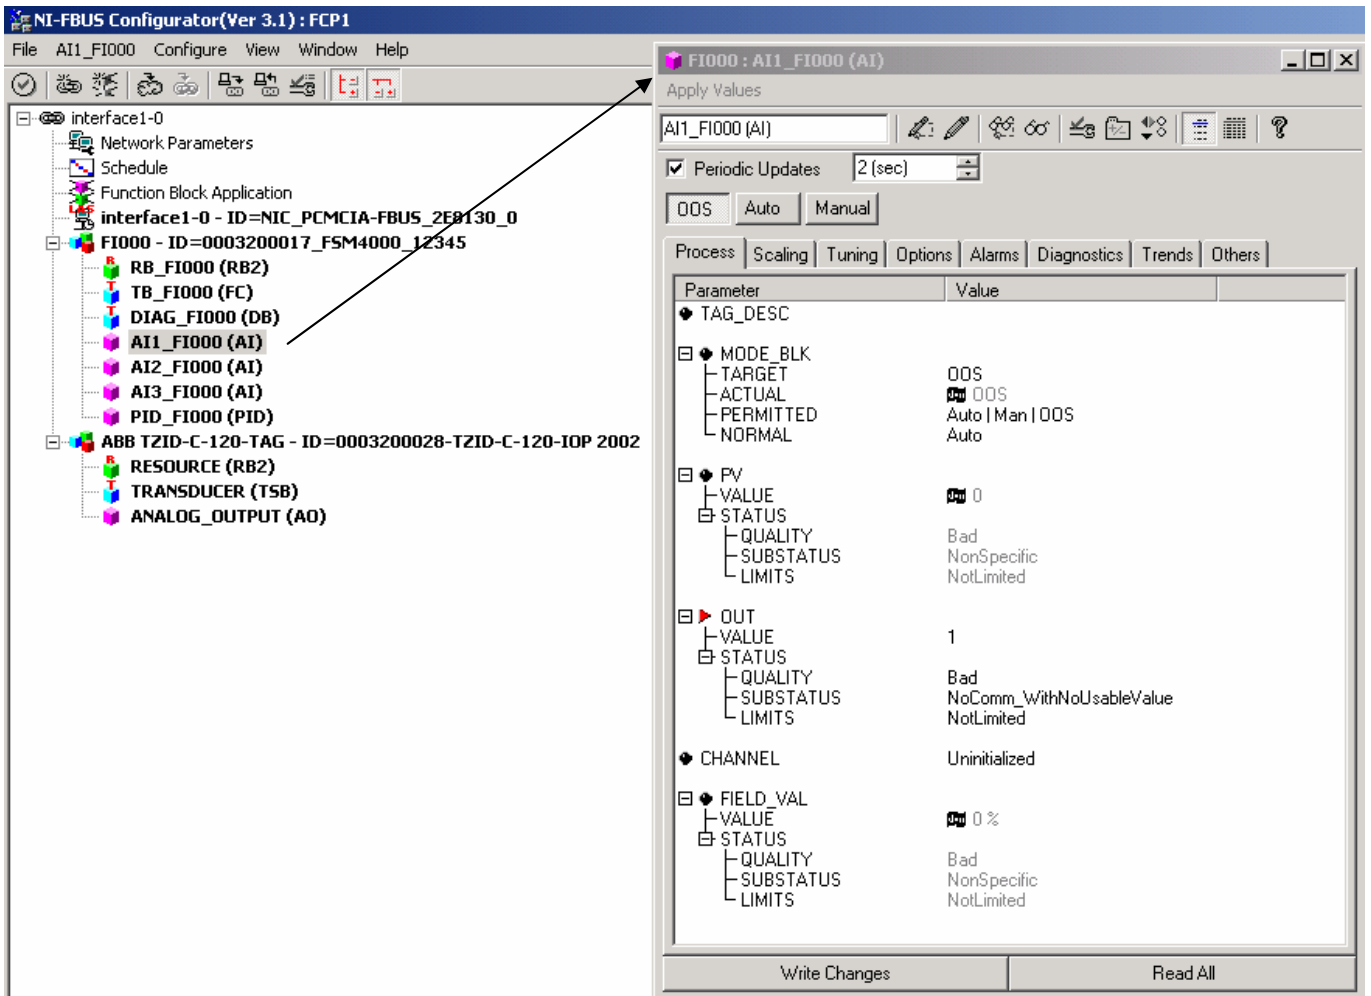 NI-FBUS Configurator(Ver 3.1) : FCP1
File AI1_FI000 Configure View Window Help
interface1-0
Network Parameters
Schedule
Function Block Application
interface1-0 - ID=NIC_PCMCIA-FBUS_2E8130_0
FI000 - ID=0003200017_FSM4000_12345
RB_FI000 (RB2)
TB_FI000 (FC)
DIAG_FI000 (DB)
AI1_FI000 (AI)
AI2_FI000 (AI)
AI3_FI000 (AI)
PID_FI000 (PID)
ABB TZID-C-120-TAG - ID=0003200028-TZID-C-120-IOP 2002
RESOURCE (RB2)
TRANSDUCER (TSB)
ANALOG_OUTPUT (AO)
FI000 : AI1_FI000 (AI)
Apply Values
AI1_FI000 (AI)
Periodic Updates 2 (sec)
OOS Auto Manual
Process Scaling Tuning Options Alarms Diagnostics Trends Others
Parameter Value
TAG_DESC
MODE_BLK
TARGET OOS
ACTUAL OOS
PERMITTED Auto | Man | OOS
NORMAL Auto
PV
VALUE 0
STATUS
QUALITY Bad
SUBSTATUS NonSpecific
LIMITS NotLimited
OUT
VALUE 1
STATUS
QUALITY Bad
SUBSTATUS NoComm_WithNoUsableValue
LIMITS NotLimited
CHANNEL Uninitialized
FIELD_VAL
VALUE 0 %
STATUS
QUALITY Bad
SUBSTATUS NonSpecific
LIMITS NotLimited
Write Changes Read All